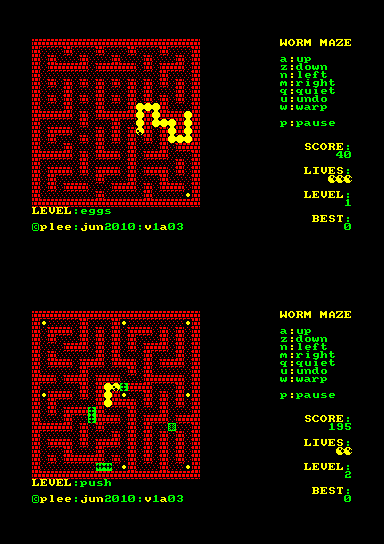 WORM MAZE
a:up
z:down
n:left
m:right
q:quiet
u:undo
w:warp
p:pause
SCORE:
40
LIVES:
LEVEL:
1
LEVEL:eggs
BEST:
0
©plee:jun2010:v1a03
WORM MAZE
a:up
z:down
n:left
m:right
q:quiet
u:undo
w:warp
p:pause
SCORE:
195
LIVES:
LEVEL:
2
LEVEL:push
BEST:
0
©plee:jun2010:v1a03